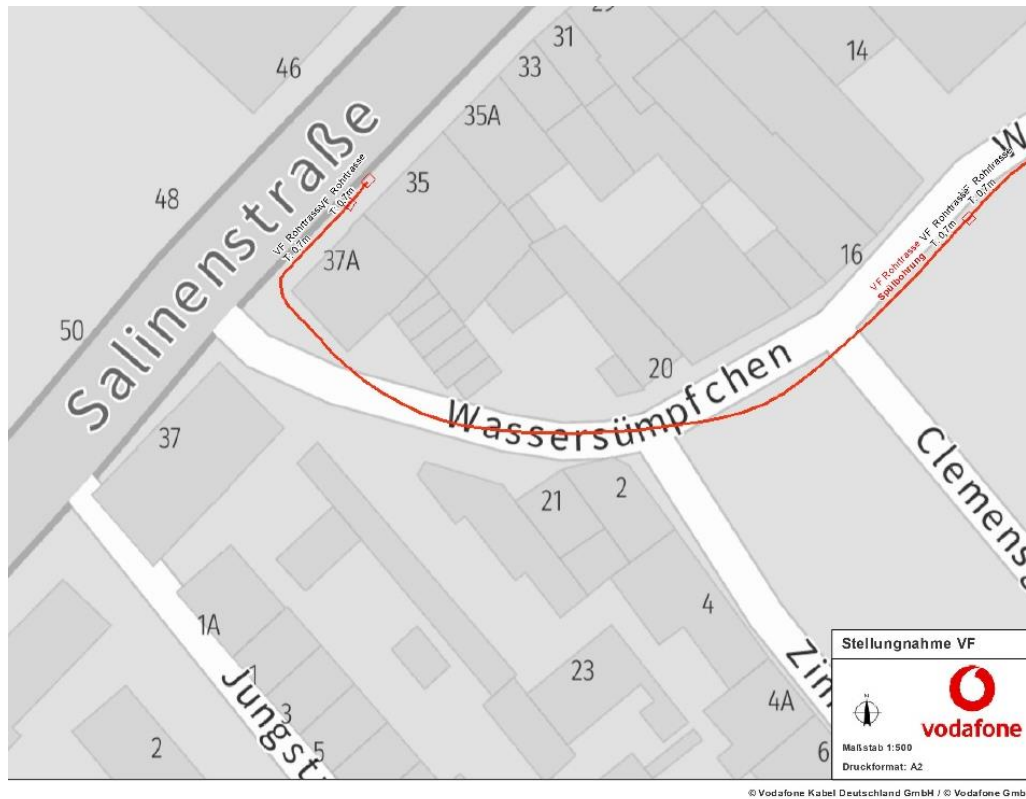 29
31
46
14
33
35A
Salinenstraße
35
48
VF Rohrtrasse
T: 0,7m
VF Rohrtrasse
T: 0,7m
VF Rohrtrasse
T: 0,7m
VF Rohrtrasse
T: 0,7m
VF Rohrtrasse
Spülbohrung
37A
16
50
20
Wassersümpfchen
37
21
2
4
23
4A
6
1A
1
3
5
2
Stellungnahme VF
N
vodafone
Maßstab 1:500
Druckformat: A2
© Vodafone Kabel Deutschland GmbH / © Vodafone Gmb